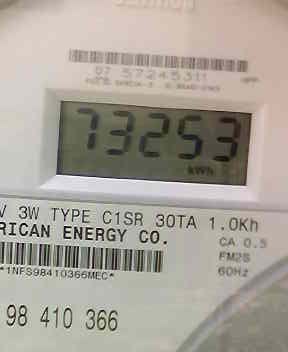 07 57245311
73253
kWh
V 3W TYPE C1SR 30TA 1.0Kh
RICAN ENERGY CO.
CA 0.5
FM2S
60Hz
*1NFS98410366MEC*
98 410 366